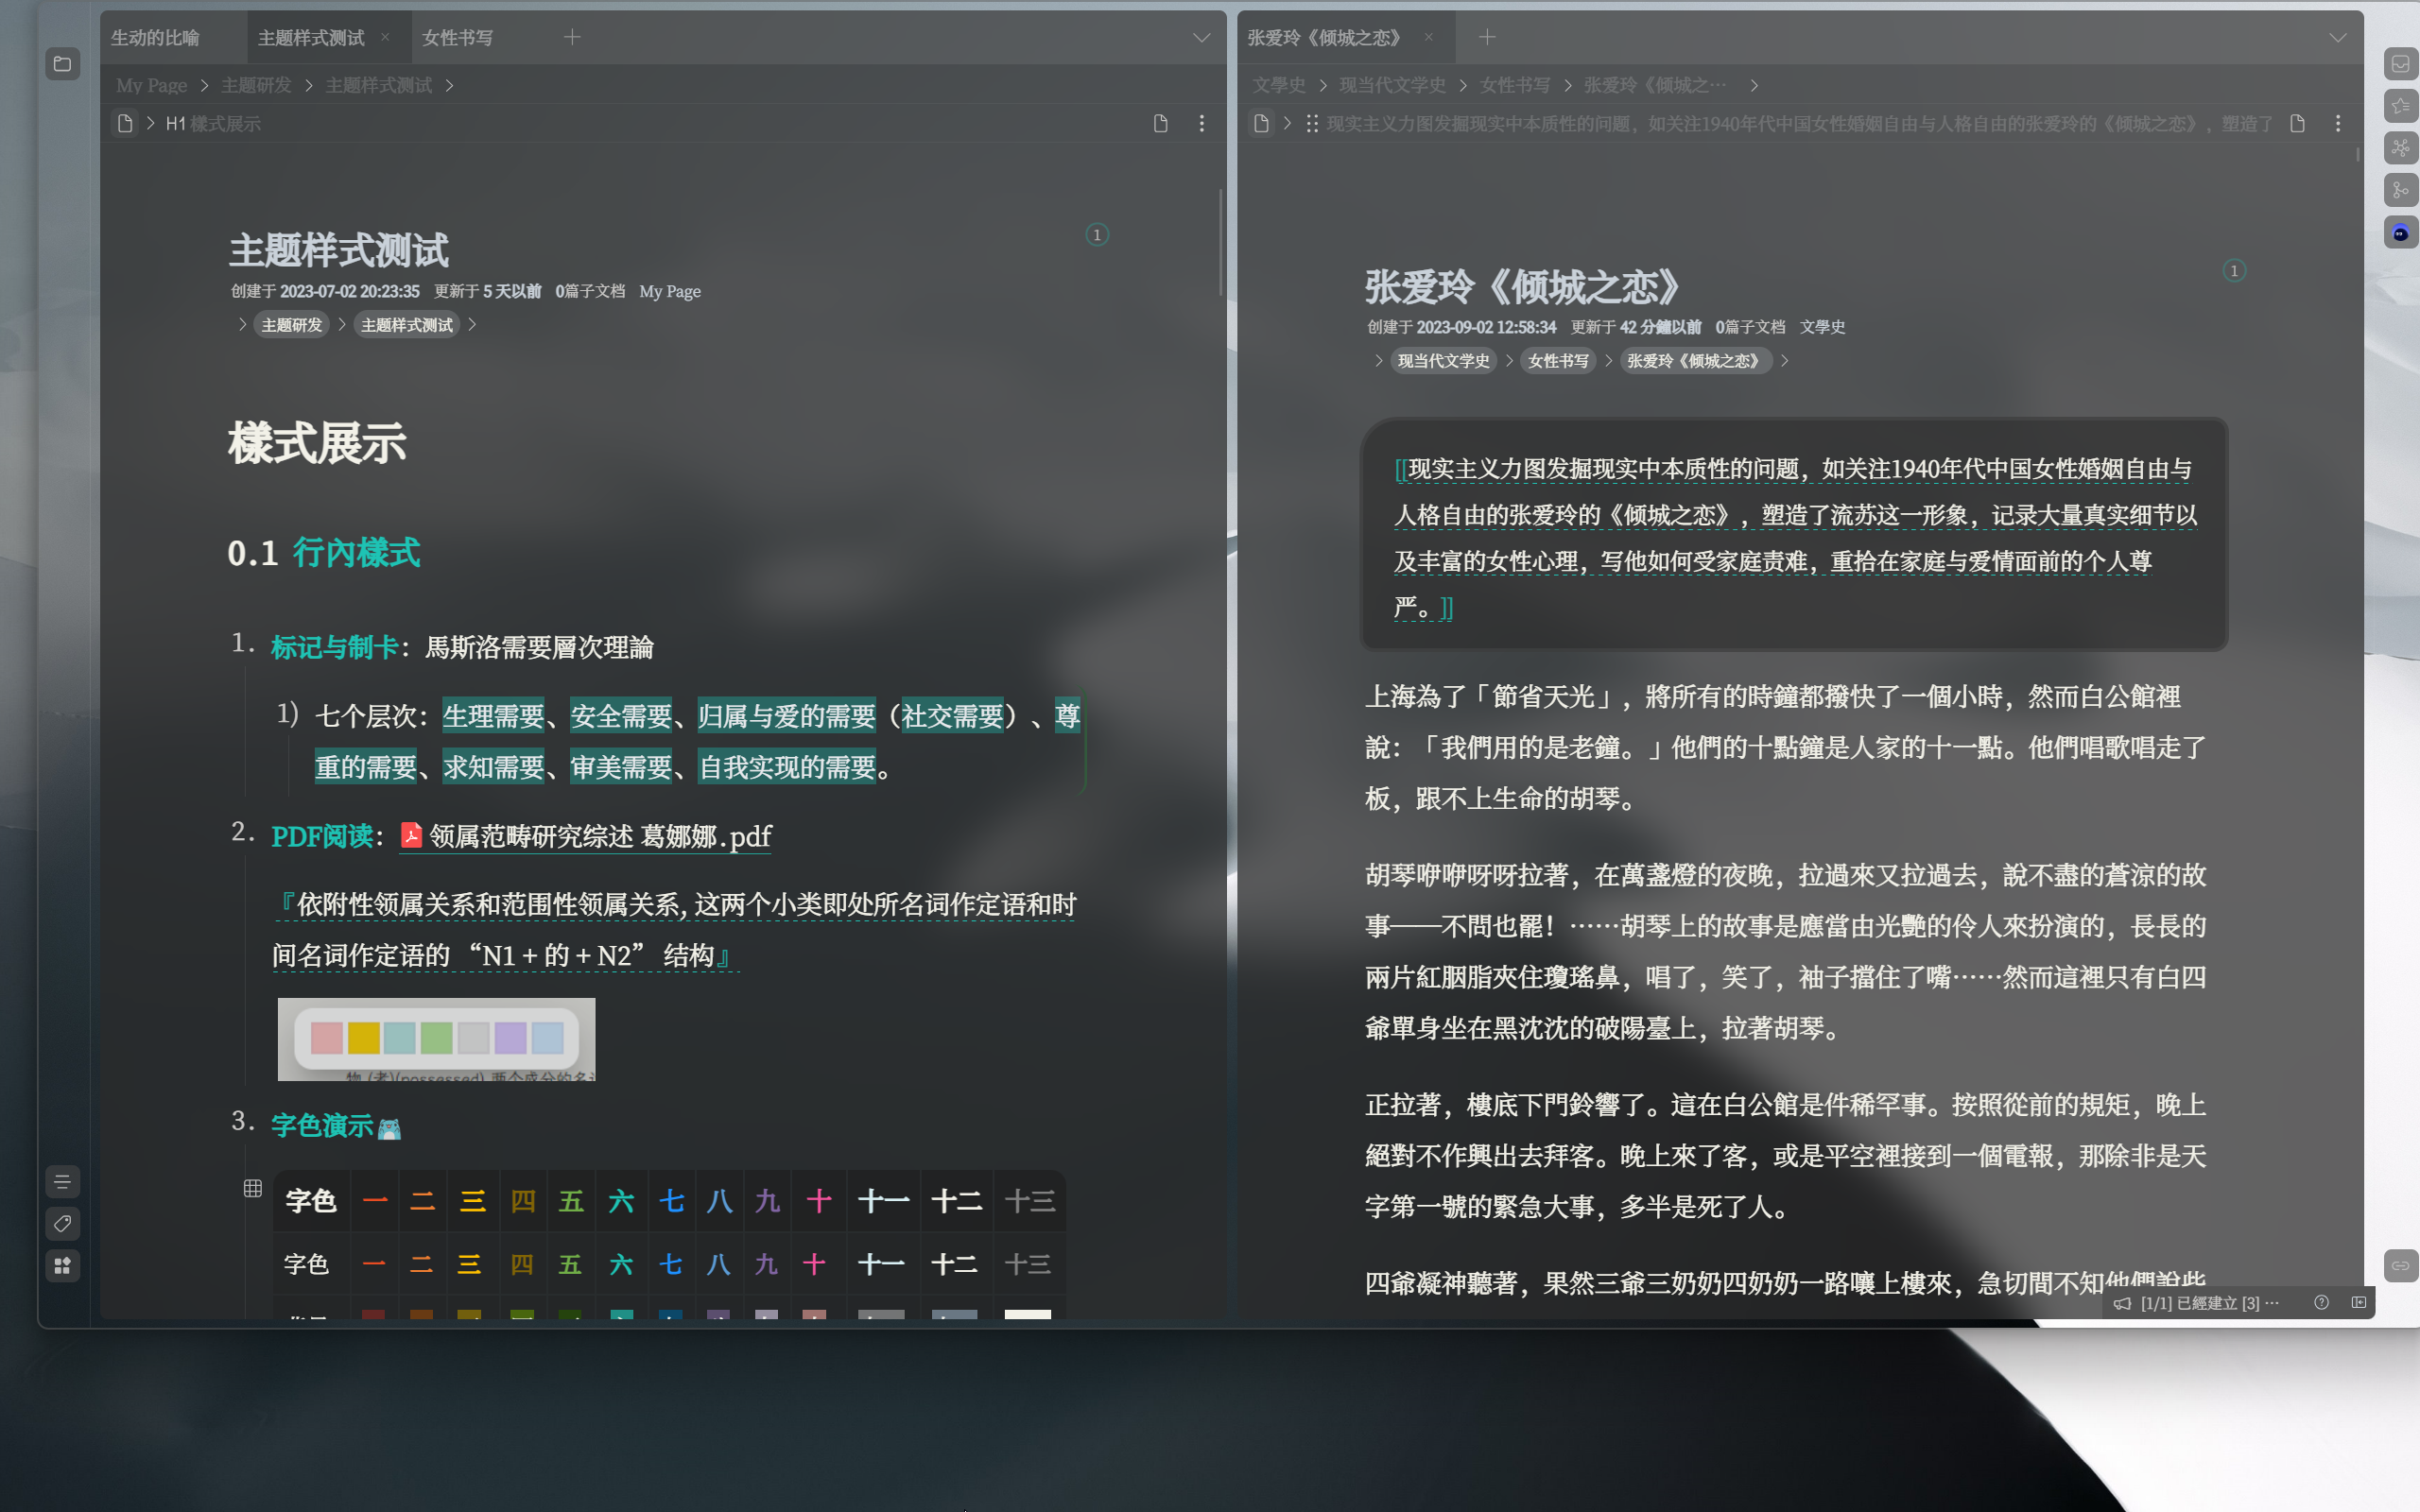 生动的比喻 主题样式测试 女性书写
My Page 主题研发 主题样式测试
H1 樣式展示
主题样式测试
1
创建于 2023-07-02 20:23:35 更新于 5 天以前 0篇子文档 My Page
主题研发 主题样式测试
樣式展示
0.1 行內樣式
1. 标记与制卡：馬斯洛需要層次理論
1) 七个层次：生理需要、安全需要、归属与爱的需要（社交需要）、尊
重的需要、求知需要、审美需要、自我实现的需要。
2. PDF阅读：领属范畴研究综述 葛娜娜.pdf
『依附性领属关系和范围性领属关系, 这两个小类即处所名词作定语和时
间名词作定语的 “N1 + 的 + N2” 结构』
物 (者)(possessed) 两个成分的名
3. 字色演示
字色 一 二 三 四 五 六 七 八 九 十 十一 十二 十三
字色 一 二 三 四 五 六 七 八 九 十 十一 十二 十三
张爱玲《倾城之恋》
文學史 现当代文学史 女性书写 张爱玲《倾城之…
现实主义力图发掘现实中本质性的问题，如关注1940年代中国女性婚姻自由与人格自由的张爱玲的《倾城之恋》，塑造了
张爱玲《倾城之恋》
1
创建于 2023-09-02 12:58:34 更新于 42 分鐘以前 0篇子文档 文學史
现当代文学史 女性书写 张爱玲《倾城之恋》
[[现实主义力图发掘现实中本质性的问题，如关注1940年代中国女性婚姻自由与
人格自由的张爱玲的《倾城之恋》，塑造了流苏这一形象，记录大量真实细节以
及丰富的女性心理，写他如何受家庭责难，重拾在家庭与爱情面前的个人尊
严。]]
上海為了「節省天光」，將所有的時鐘都撥快了一個小時，然而白公館裡
說：「我們用的是老鐘。」他們的十點鐘是人家的十一點。他們唱歌唱走了
板，跟不上生命的胡琴。
胡琴咿咿呀呀拉著，在萬盞燈的夜晚，拉過來又拉過去，說不盡的蒼涼的故
事——不問也罷！……胡琴上的故事是應當由光艷的伶人來扮演的，長長的
兩片紅胭脂夾住瓊瑤鼻，唱了，笑了，袖子擋住了嘴……然而這裡只有白四
爺單身坐在黑沈沈的破陽臺上，拉著胡琴。
正拉著，樓底下門鈴響了。這在白公館是件稀罕事。按照從前的規矩，晚上
絕對不作興出去拜客。晚上來了客，或是平空裡接到一個電報，那除非是天
字第一號的緊急大事，多半是死了人。
四爺凝神聽著，果然三爺三奶奶四奶奶一路嚷上樓來，急切間不知他們說些
[1/1] 已經建立 [3] …